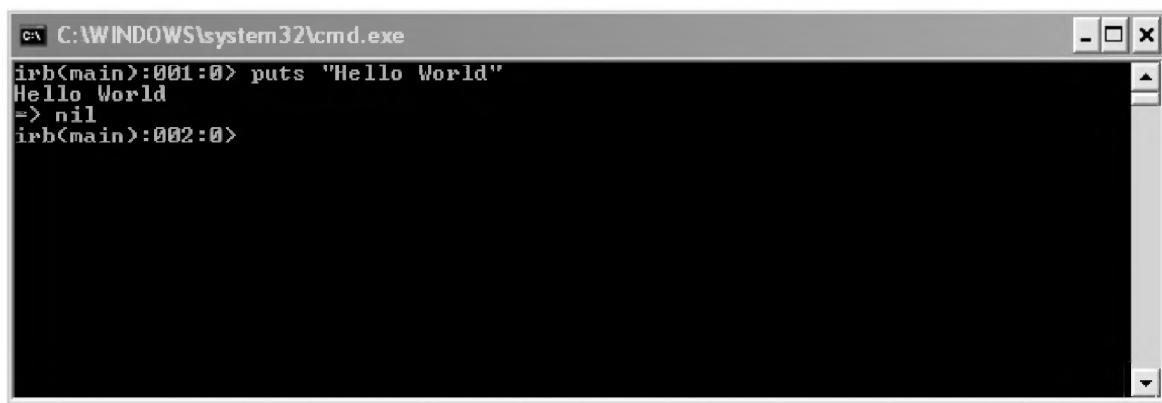 C:\WINDOWS\system32\cmd.exe
irb(main):001:0> puts "Hello World"
Hello World
=> nil
irb(main):002:0>